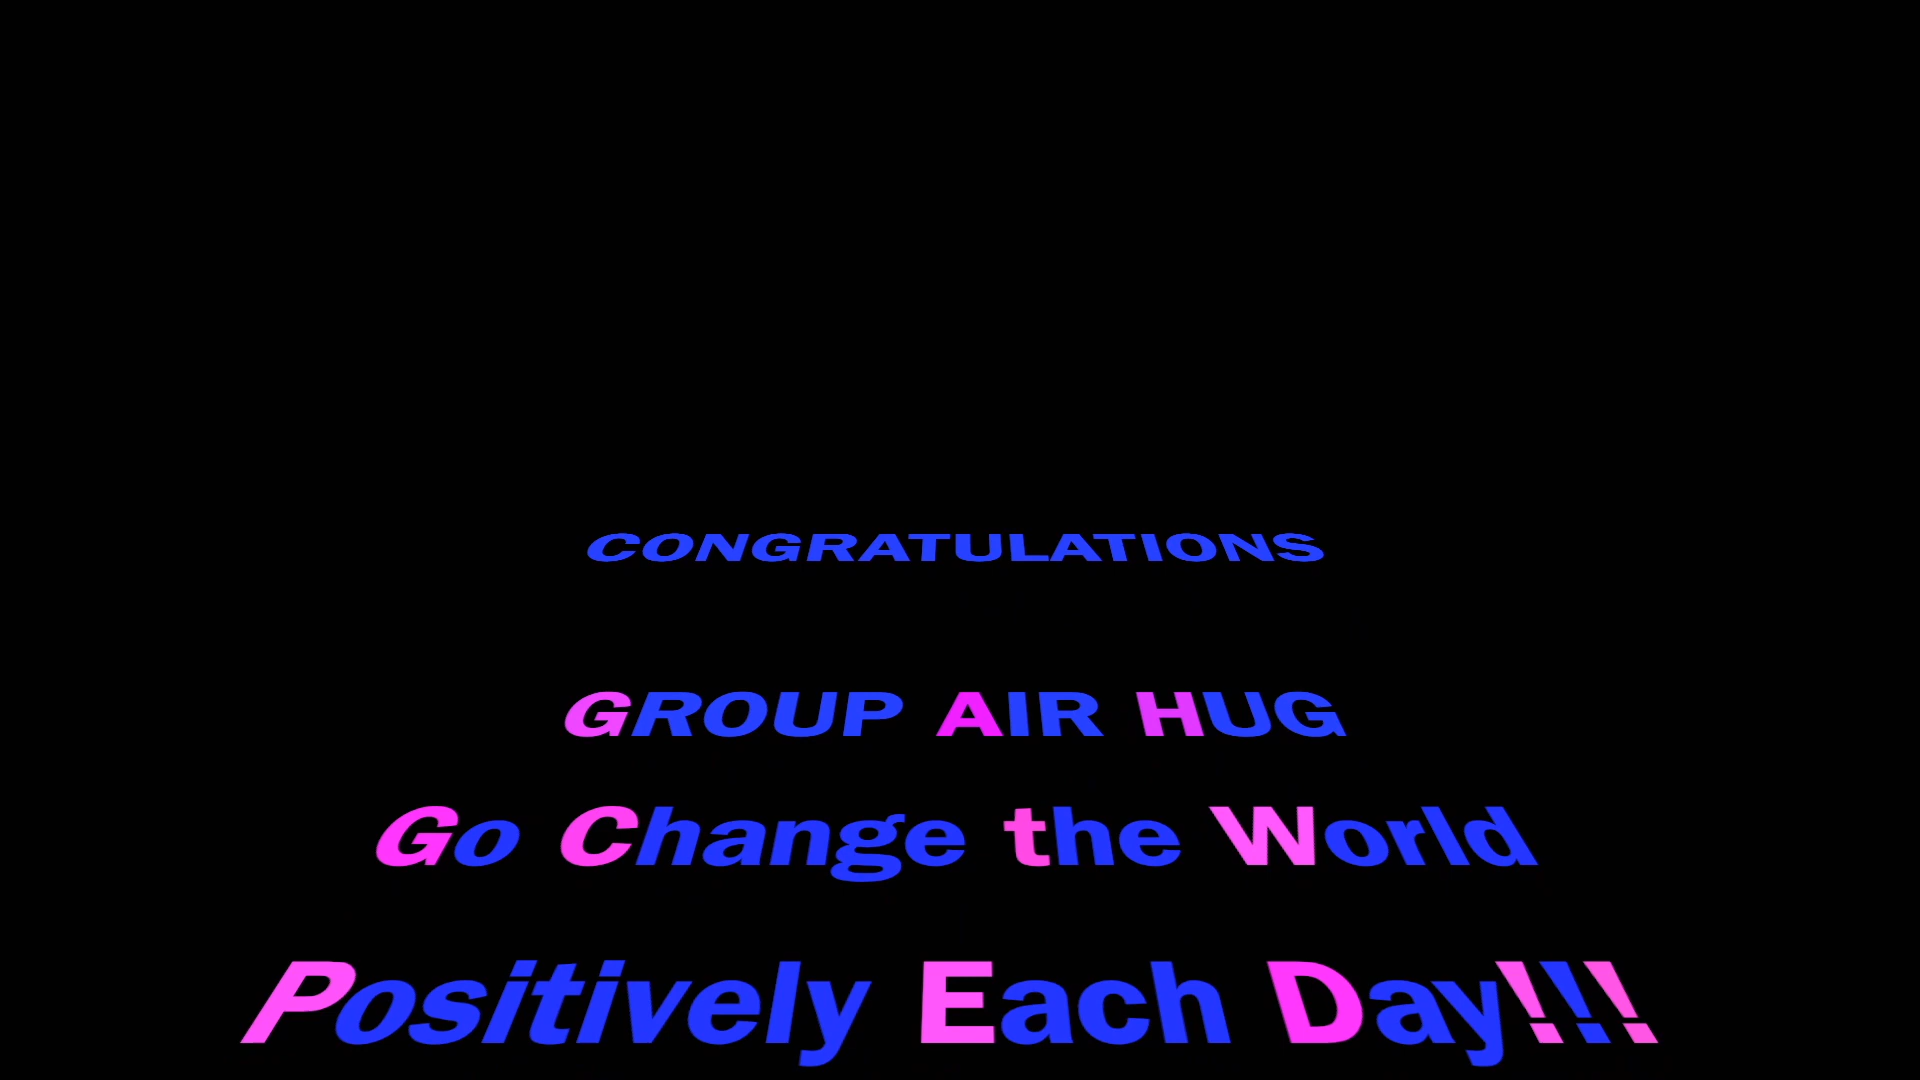 CONGRATULATIONS
GROUP AIR HUG
Go Change the World
Positively Each Day!!!